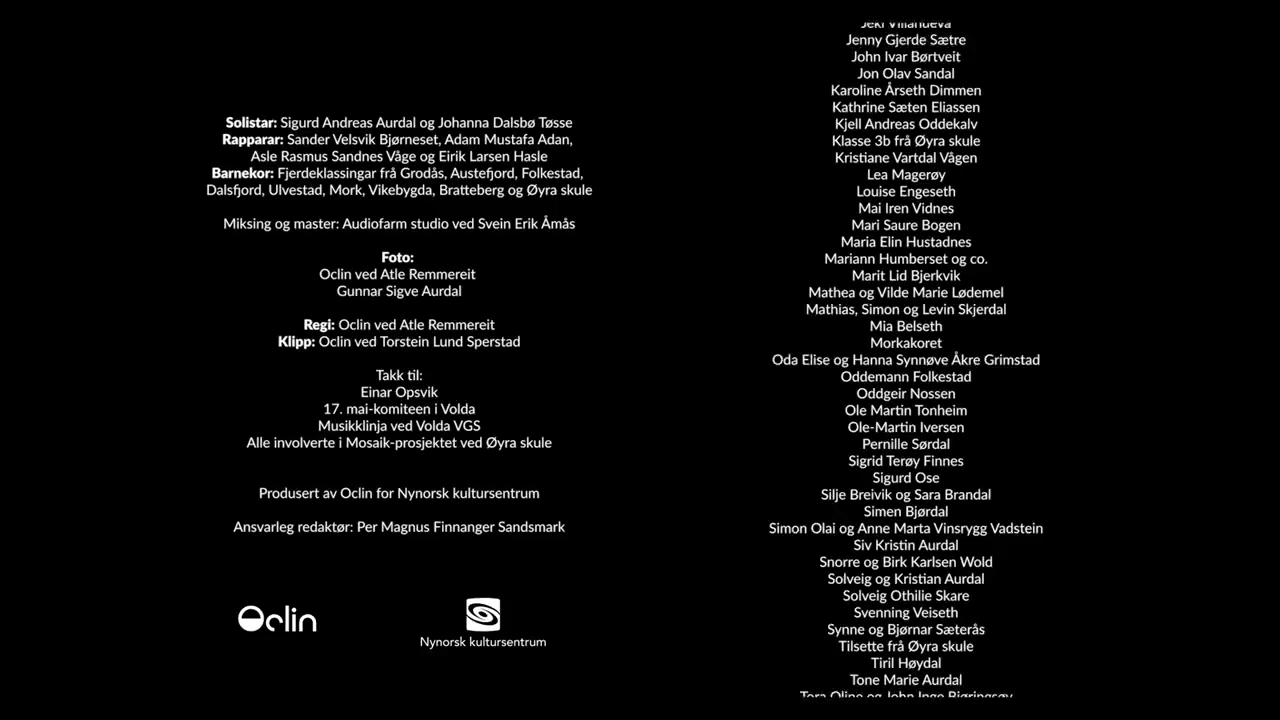 Solistar: Sigurd Andreas Aurdal og Johanna Dalsbø Tøsse
Rapparar: Sander Velsvik Bjørneset, Adam Mustafa Adan,
Asle Rasmus Sandnes Våge og Eirik Larsen Hasle
Barnekor: Fjerdeklassingar frå Grodås, Austefjord, Folkestad,
Dalsfjord, Ulvestad, Mork, Vikebygda, Bratteberg og Øyra skule
Miksing og master: Audiofarm studio ved Svein Erik Åmås
Foto:
Oclin ved Atle Remmereit
Gunnar Sigve Aurdal
Regi: Oclin ved Atle Remmereit
Klipp: Oclin ved Torstein Lund Sperstad
Takk til:
Einar Opsvik
17. mai-komiteen i Volda
Musikklinja ved Volda VGS
Alle involverte i Mosaik-prosjektet ved Øyra skule
Produsert av Oclin for Nynorsk kultursentrum
Ansvarleg redaktør: Per Magnus Finnanger Sandsmark
Oclin
Nynorsk kultursentrum
Jeki Villanueva
Jenny Gjerde Sætre
John Ivar Børtveit
Jon Olav Sandal
Karoline Årseth Dimmen
Kathrine Sæten Eliassen
Kjell Andreas Oddekalv
Klasse 3b frå Øyra skule
Kristiane Vartdal Vågen
Lea Magerøy
Louise Engeseth
Mai Iren Vidnes
Mari Saure Bogen
Maria Elin Hustadnes
Mariann Humberset og co.
Marit Lid Bjerkvik
Mathea og Vilde Marie Lødemel
Mathias, Simon og Levin Skjerdal
Mia Belseth
Morkakoret
Oda Elise og Hanna Synnøve Åkre Grimstad
Oddemann Folkestad
Oddgeir Nossen
Ole Martin Tonheim
Ole-Martin Iversen
Pernille Sørdal
Sigrid Terøy Finnes
Sigurd Ose
Silje Breivik og Sara Brandal
Simen Bjørdal
Simon Olai og Anne Marta Vinsrygg Vadstein
Siv Kristin Aurdal
Snorre og Birk Karlsen Wold
Solveig og Kristian Aurdal
Solveig Othilie Skare
Svenning Veiseth
Synne og Bjørnar Sæterås
Tilsette frå Øyra skule
Tiril Høydal
Tone Marie Aurdal
Tora Oline og John Inge Bjøringsøy